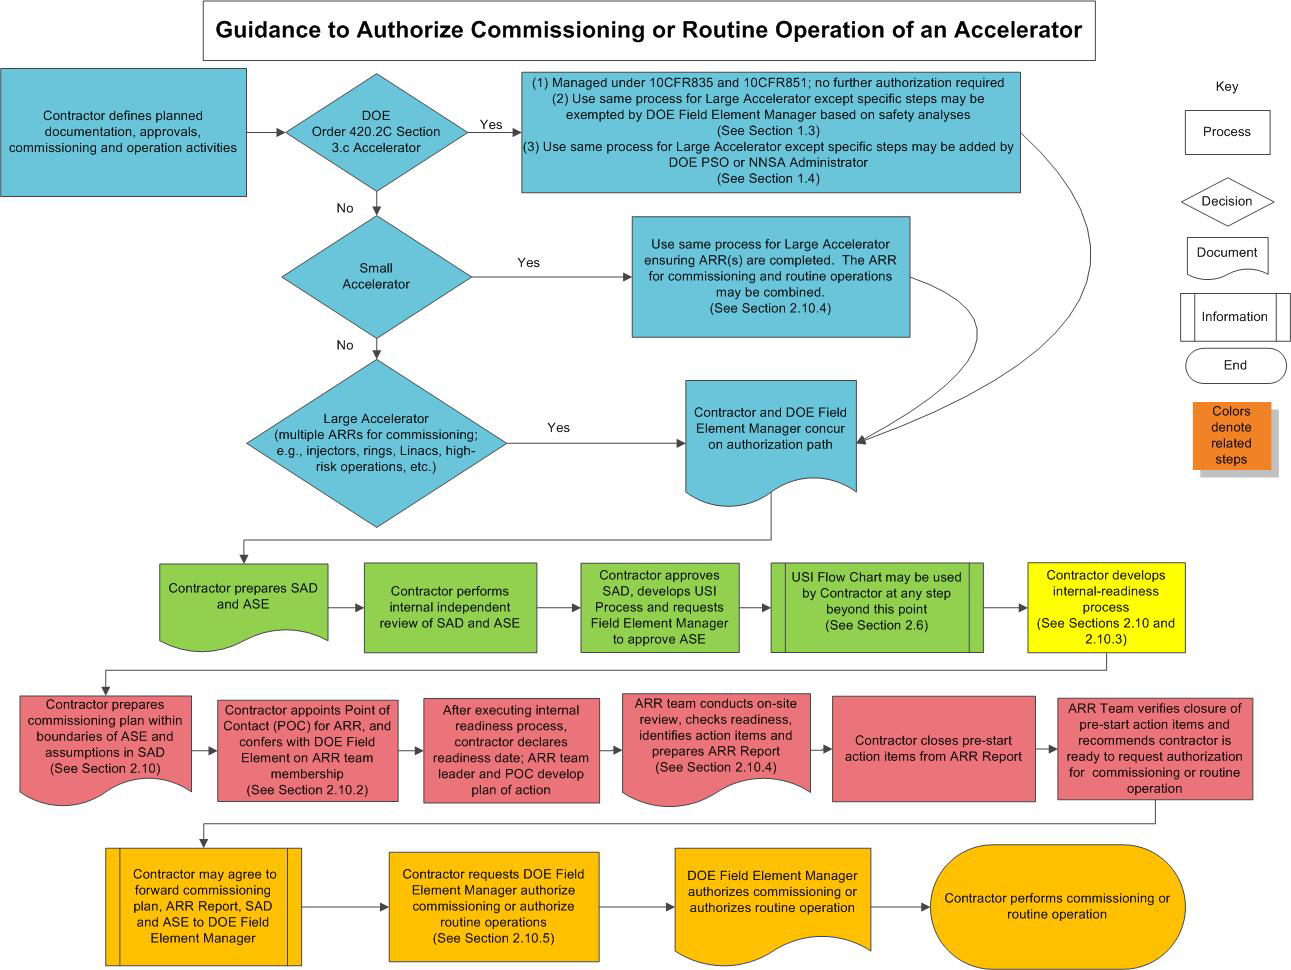 Guidance to Authorize Commissioning or Routine Operation of an Accelerator
Contractor defines planned
documentation, approvals,
commissioning and operation activities
DOE
Order 420.2C Section
3.c Accelerator
Yes
(1) Managed under 10CFR835 and 10CFR851; no further authorization required
(2) Use same process for Large Accelerator except specific steps may be
exempted by DOE Field Element Manager based on safety analyses
(See Section 1.3)
(3) Use same process for Large Accelerator except specific steps may be added by
DOE PSO or NNSA Administrator
(See Section 1.4)
Key
Process
Decision
Document
Information
End
Colors
denote
related
steps
No
Small
Accelerator
Yes
Use same process for Large Accelerator
ensuring ARR(s) are completed.  The ARR
for commissioning and routine operations
may be combined.
(See Section 2.10.4)
No
Large Accelerator
(multiple ARRs for commissioning;
e.g., injectors, rings, Linacs, high-
risk operations, etc.)
Yes
Contractor and DOE Field
Element Manager concur
on authorization path
Contractor prepares SAD
and ASE
Contractor performs
internal independent
review of SAD and ASE
Contractor approves
SAD, develops USI
Process and requests
Field Element Manager
to approve ASE
USI Flow Chart may be used
by Contractor at any step
beyond this point
(See Section 2.6)
Contractor develops
internal-readiness
process
(See Sections 2.10 and
2.10.3)
Contractor prepares
commissioning plan within
boundaries of ASE and
assumptions in SAD
(See Section 2.10)
Contractor appoints Point of
Contact (POC) for ARR, and
confers with DOE Field
Element on ARR team
membership
(See Section 2.10.2)
After executing internal
readiness process,
contractor declares
readiness date; ARR team
leader and POC develop
plan of action
ARR team conducts on-site
review, checks readiness,
identifies action items and
prepares ARR Report
(See Section 2.10.4)
Contractor closes pre-start
action items from ARR Report
ARR Team verifies closure of
pre-start action items and
recommends contractor is
ready to request authorization
for  commissioning or routine
operation
Contractor may agree to
forward commissioning
plan, ARR Report, SAD
and ASE to DOE Field
Element Manager
Contractor requests DOE Field
Element Manager authorize
commissioning or authorize
routine operations
(See Section 2.10.5)
DOE Field Element Manager
authorizes commissioning or
authorizes routine operation
Contractor performs commissioning or
routine operation